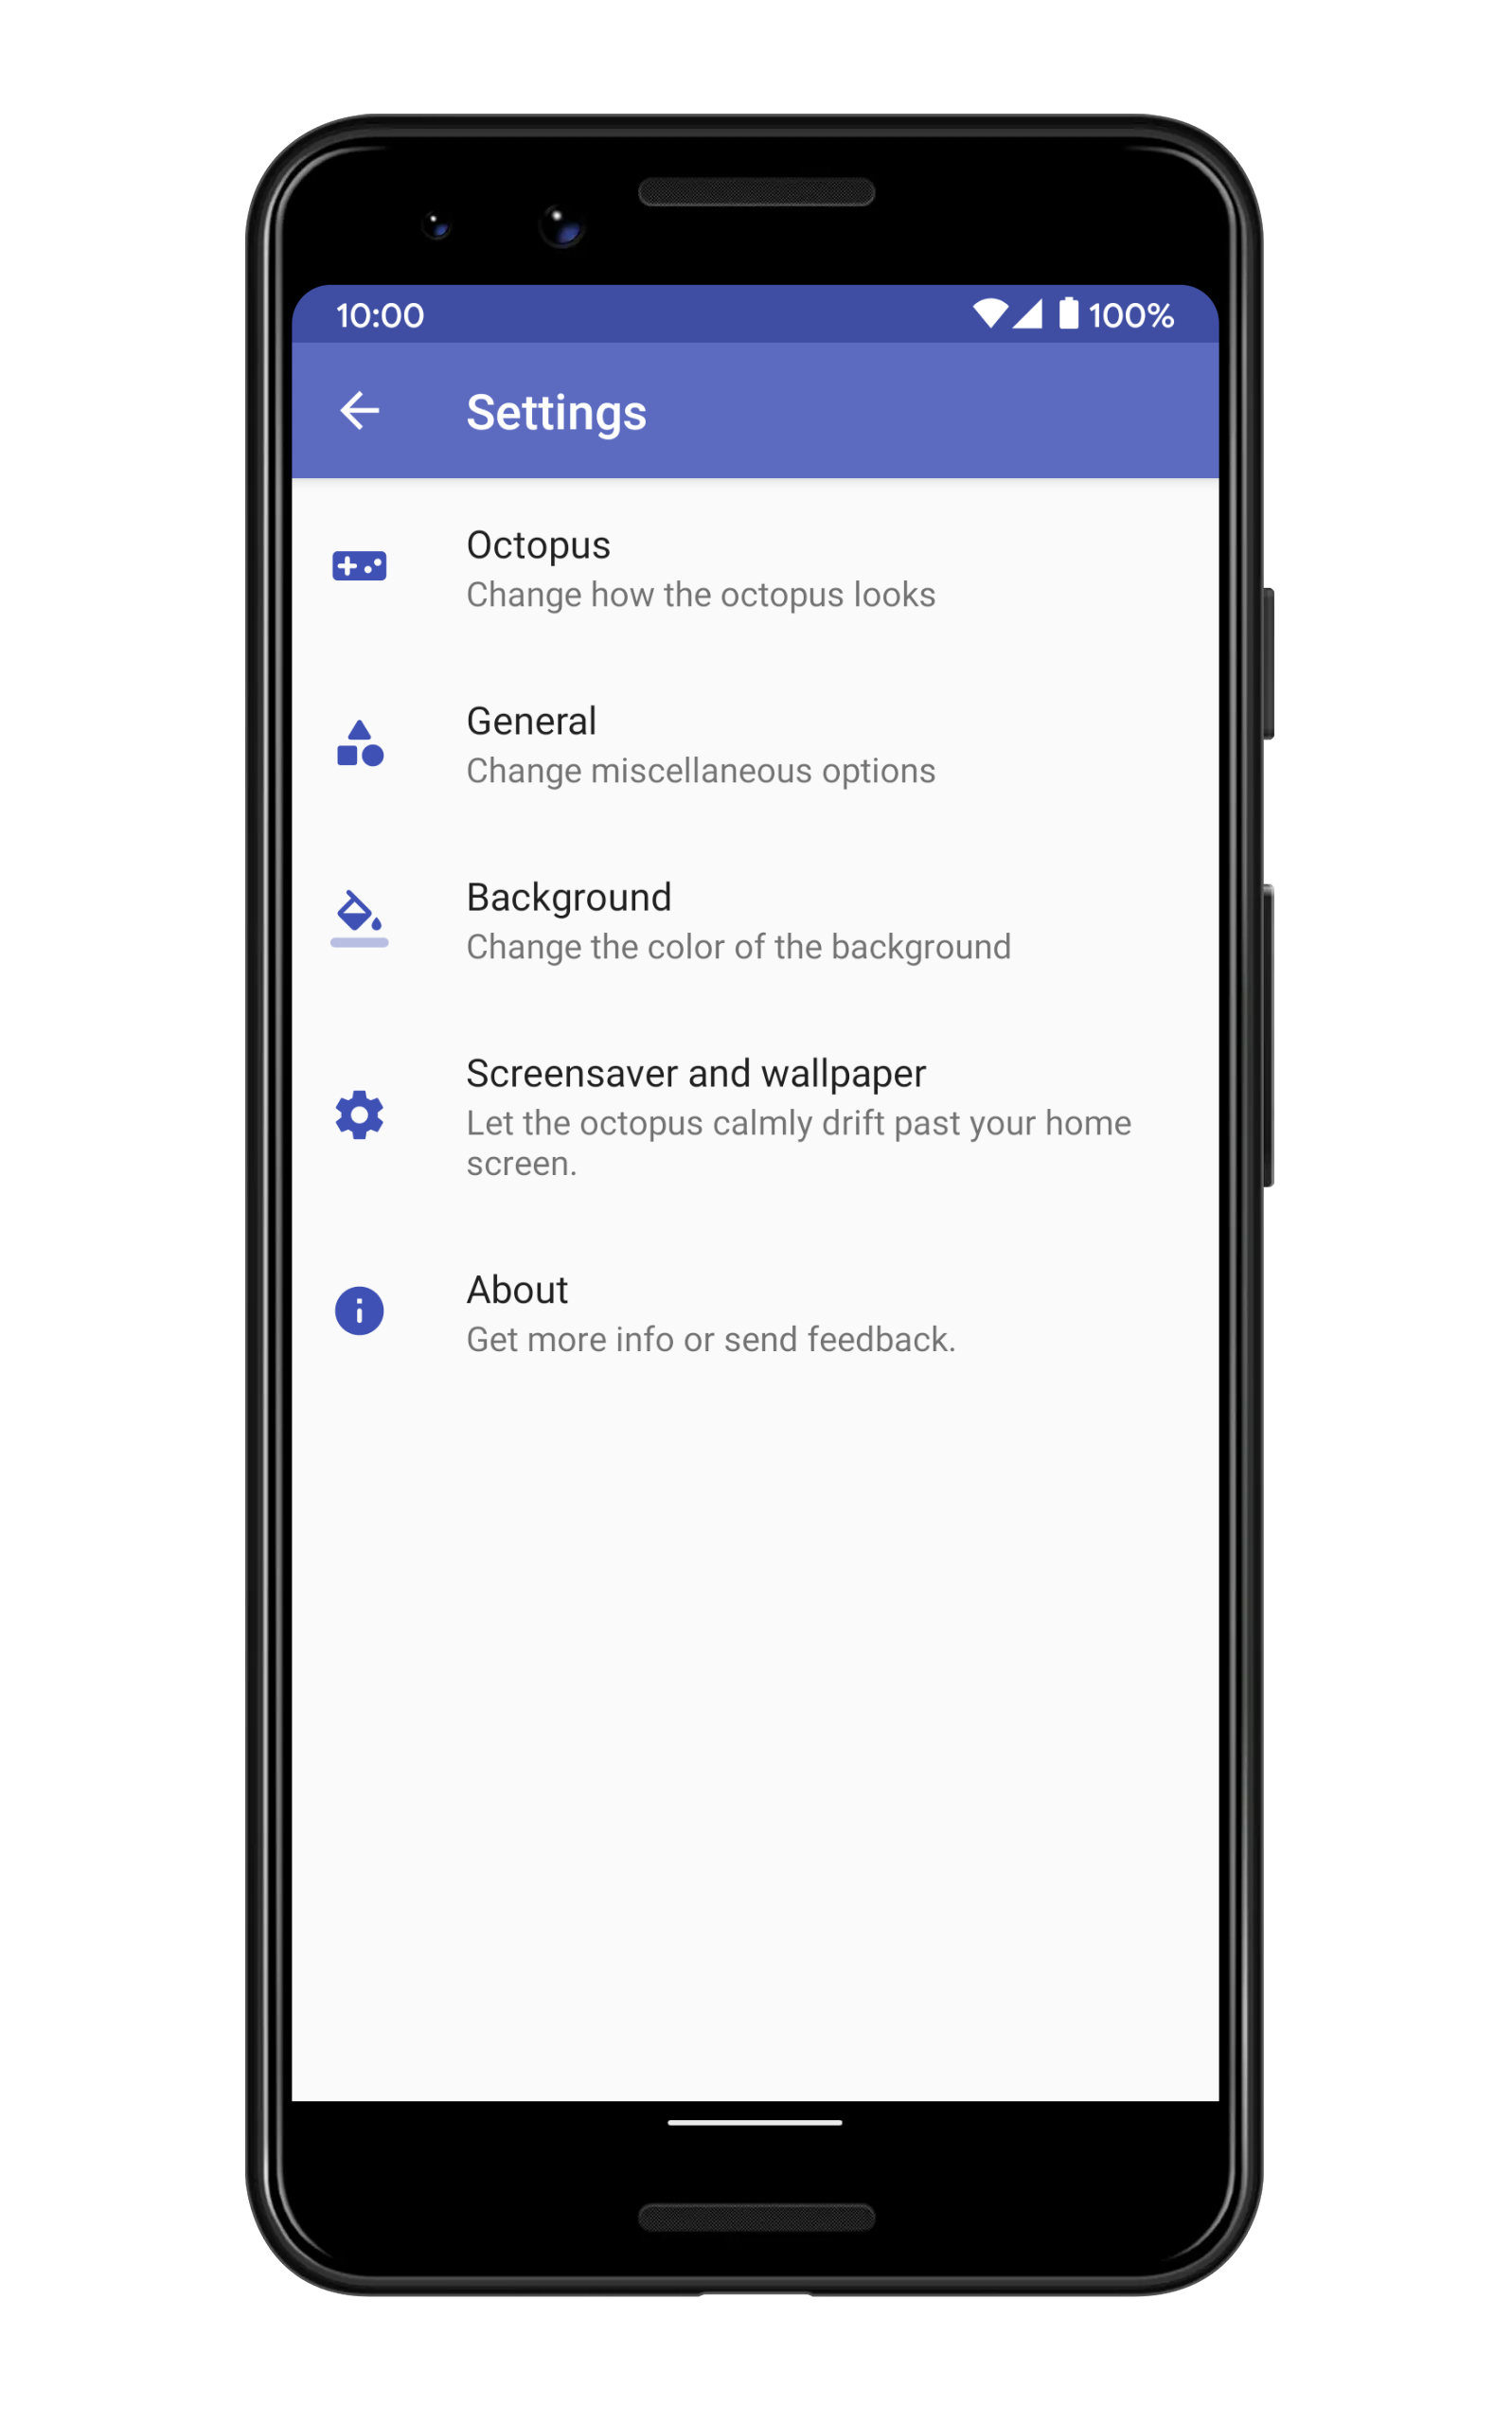 10:00 100%
Settings
Octopus
Change how the octopus looks
General
Change miscellaneous options
Background
Change the color of the background
Screensaver and wallpaper
Let the octopus calmly drift past your home
screen.
About
Get more info or send feedback.